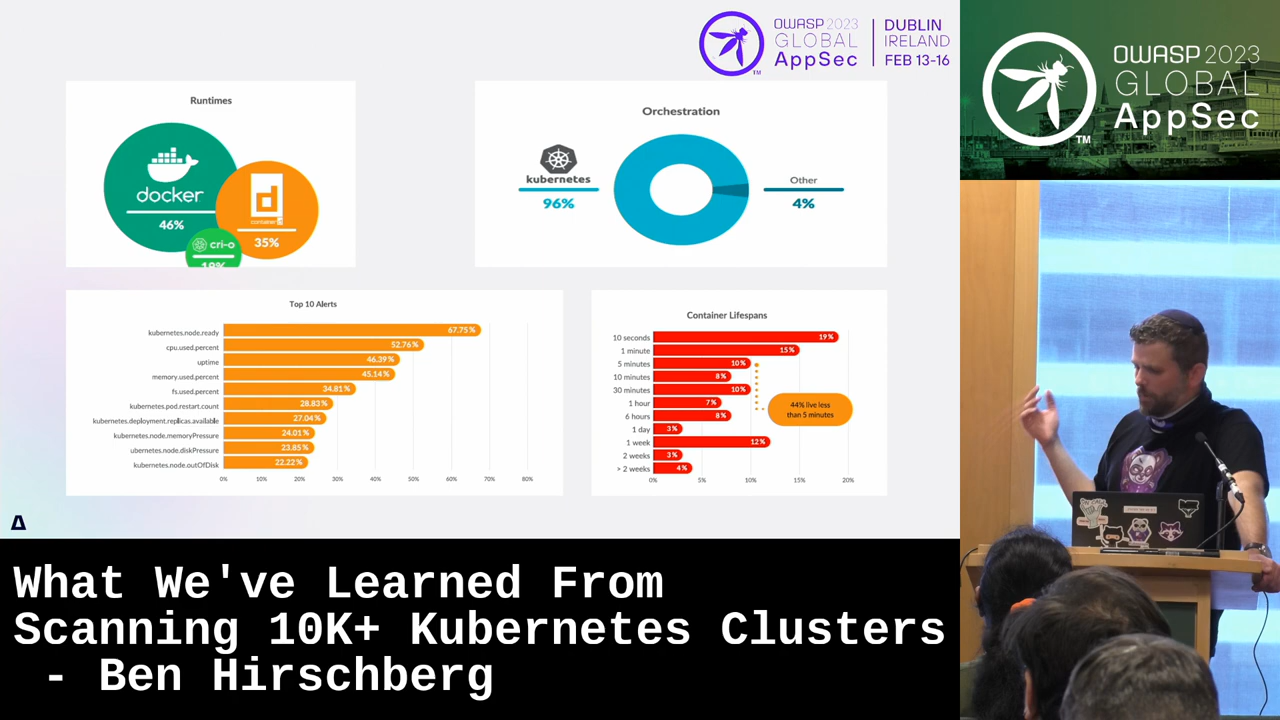 OWASP 2023
GLOBAL
AppSec
TM
DUBLIN
IRELAND
FEB 13-16
OWASP 2023
GLOBAL
AppSec
TM
Runtimes
docker
46%
35%
cri-o
19%
Orchestration
kubernetes
96%
Other
4%
Top 10 Alerts
kubernetes.node.ready 67.75%
cpu.used.percent 52.76%
uptime 46.39%
memory.used.percent 45.14%
fs.used.percent 34.81%
kubernetes.pod.restart.count 28.83%
kubernetes.deployment.replicas.available 27.04%
kubernetes.node.memoryPressure 24.01%
ubernetes.node.diskPressure 23.85%
kubernetes.node.outOfDisk 22.22%
0% 10% 20% 30% 40% 50% 60% 70% 80%
Container Lifespans
10 seconds 19%
1 minute 15%
5 minutes 10%
10 minutes 8%
30 minutes 10%
1 hour 7%
6 hours 8%
1 day 3%
1 week 12%
2 weeks 3%
> 2 weeks 4%
0% 5% 10% 15% 20%
44% live less
than 5 minutes
What We've Learned From
Scanning 10K+ Kubernetes Clusters
- Ben Hirschberg